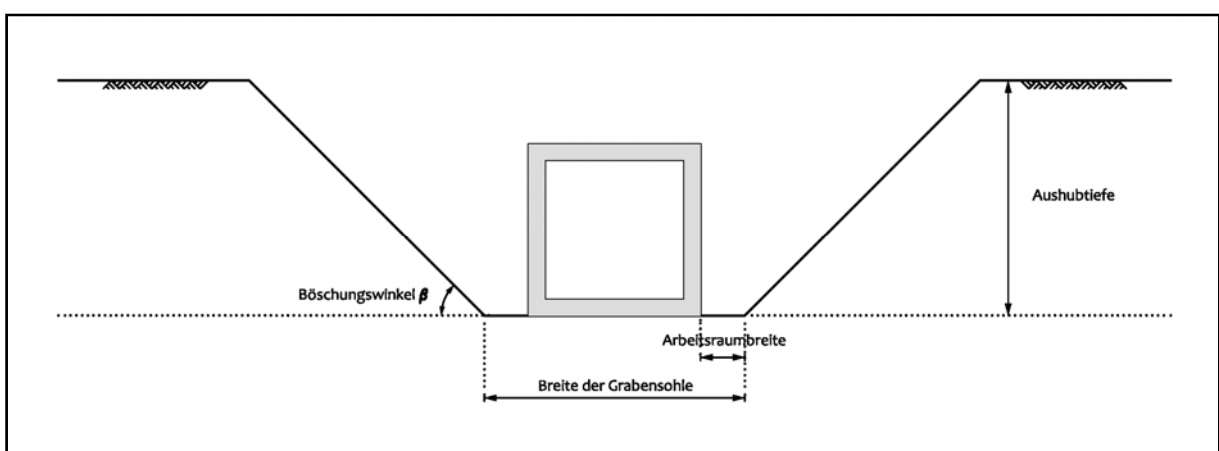 Aushubtiefe
Böschungswinkel β
Arbeitsraumbreite
Breite der Grabensohle